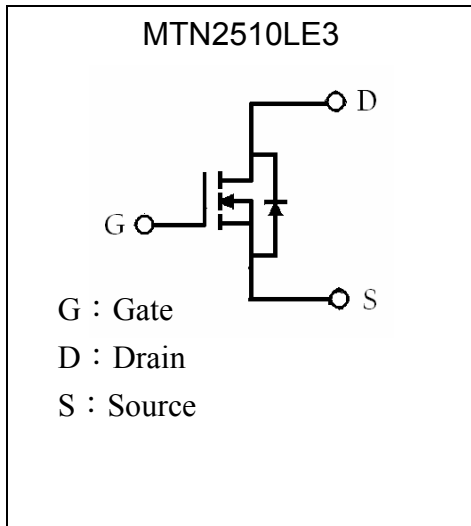 MTN2510LE3
D
G
S
G：Gate
D：Drain
S：Source